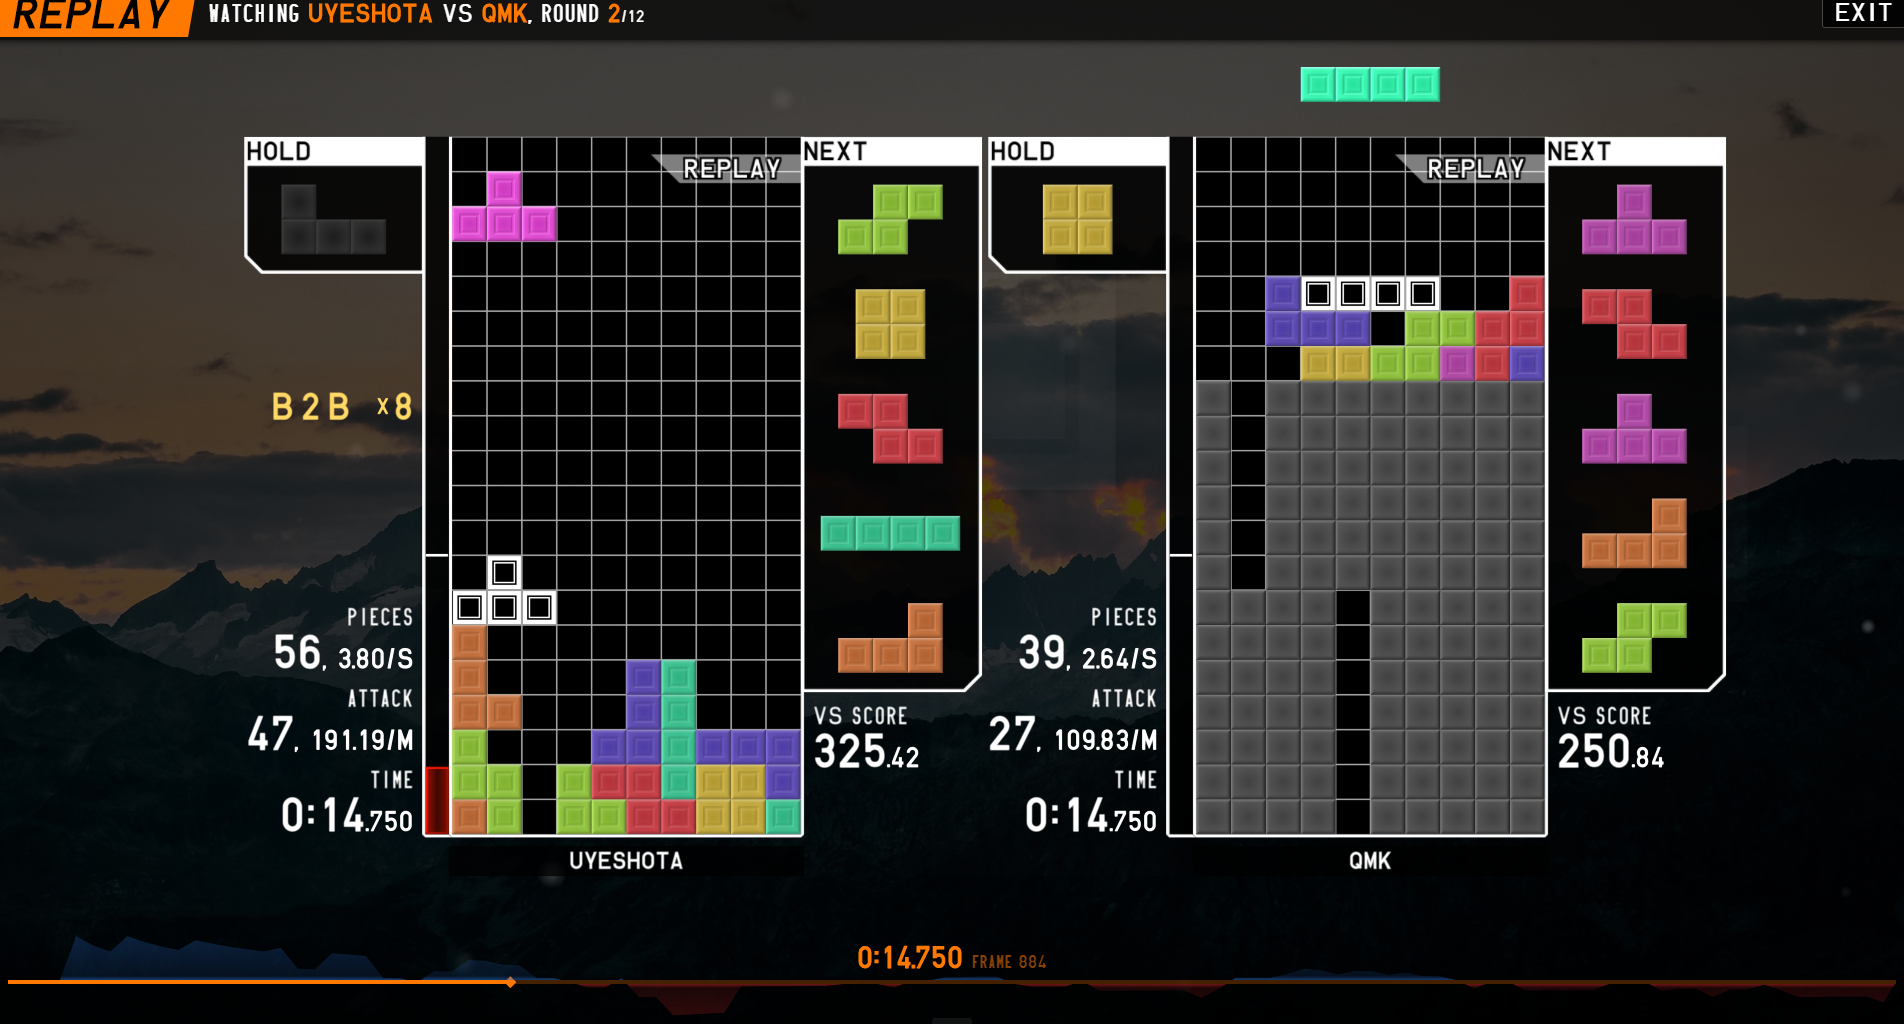 REPLAY
WATCHING UYESHOTA VS QMK, ROUND 2/12
EXIT
HOLD
REPLAY
NEXT
HOLD
REPLAY
NEXT
B2B x8
PIECES
56, 3.80/S
ATTACK
47, 191.19/M
TIME
0:14.750
VS SCORE
325.42
PIECES
39, 2.64/S
ATTACK
27, 109.83/M
TIME
0:14.750
VS SCORE
250.84
UYESHOTA
QMK
0:14.750 FRAME 884